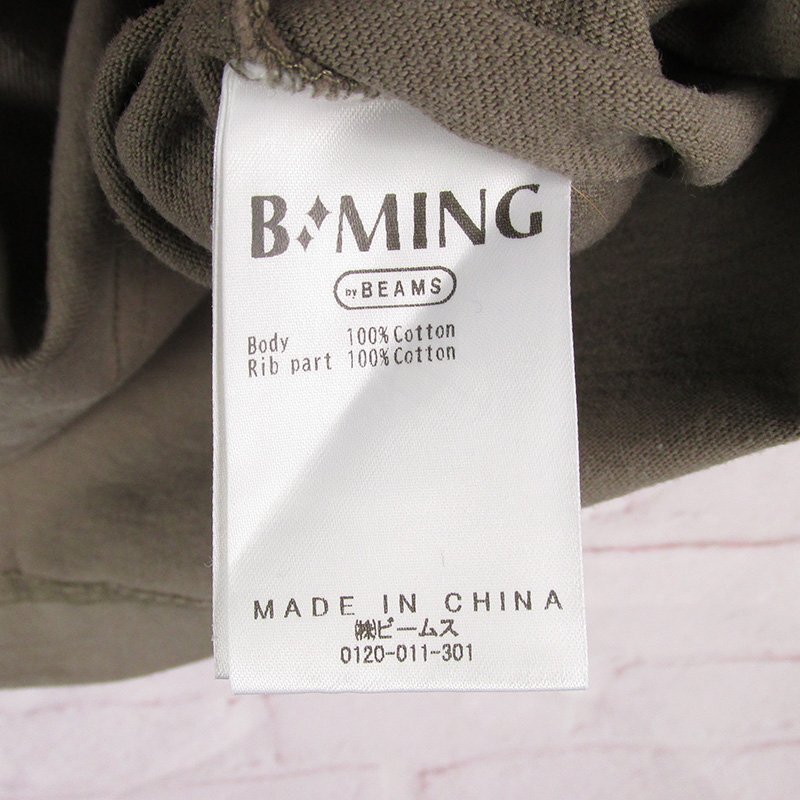 B:MING
by BEAMS
Body 100% Cotton
Rib part 100% Cotton
MADE IN CHINA
㈱ビームス
0120-011-301